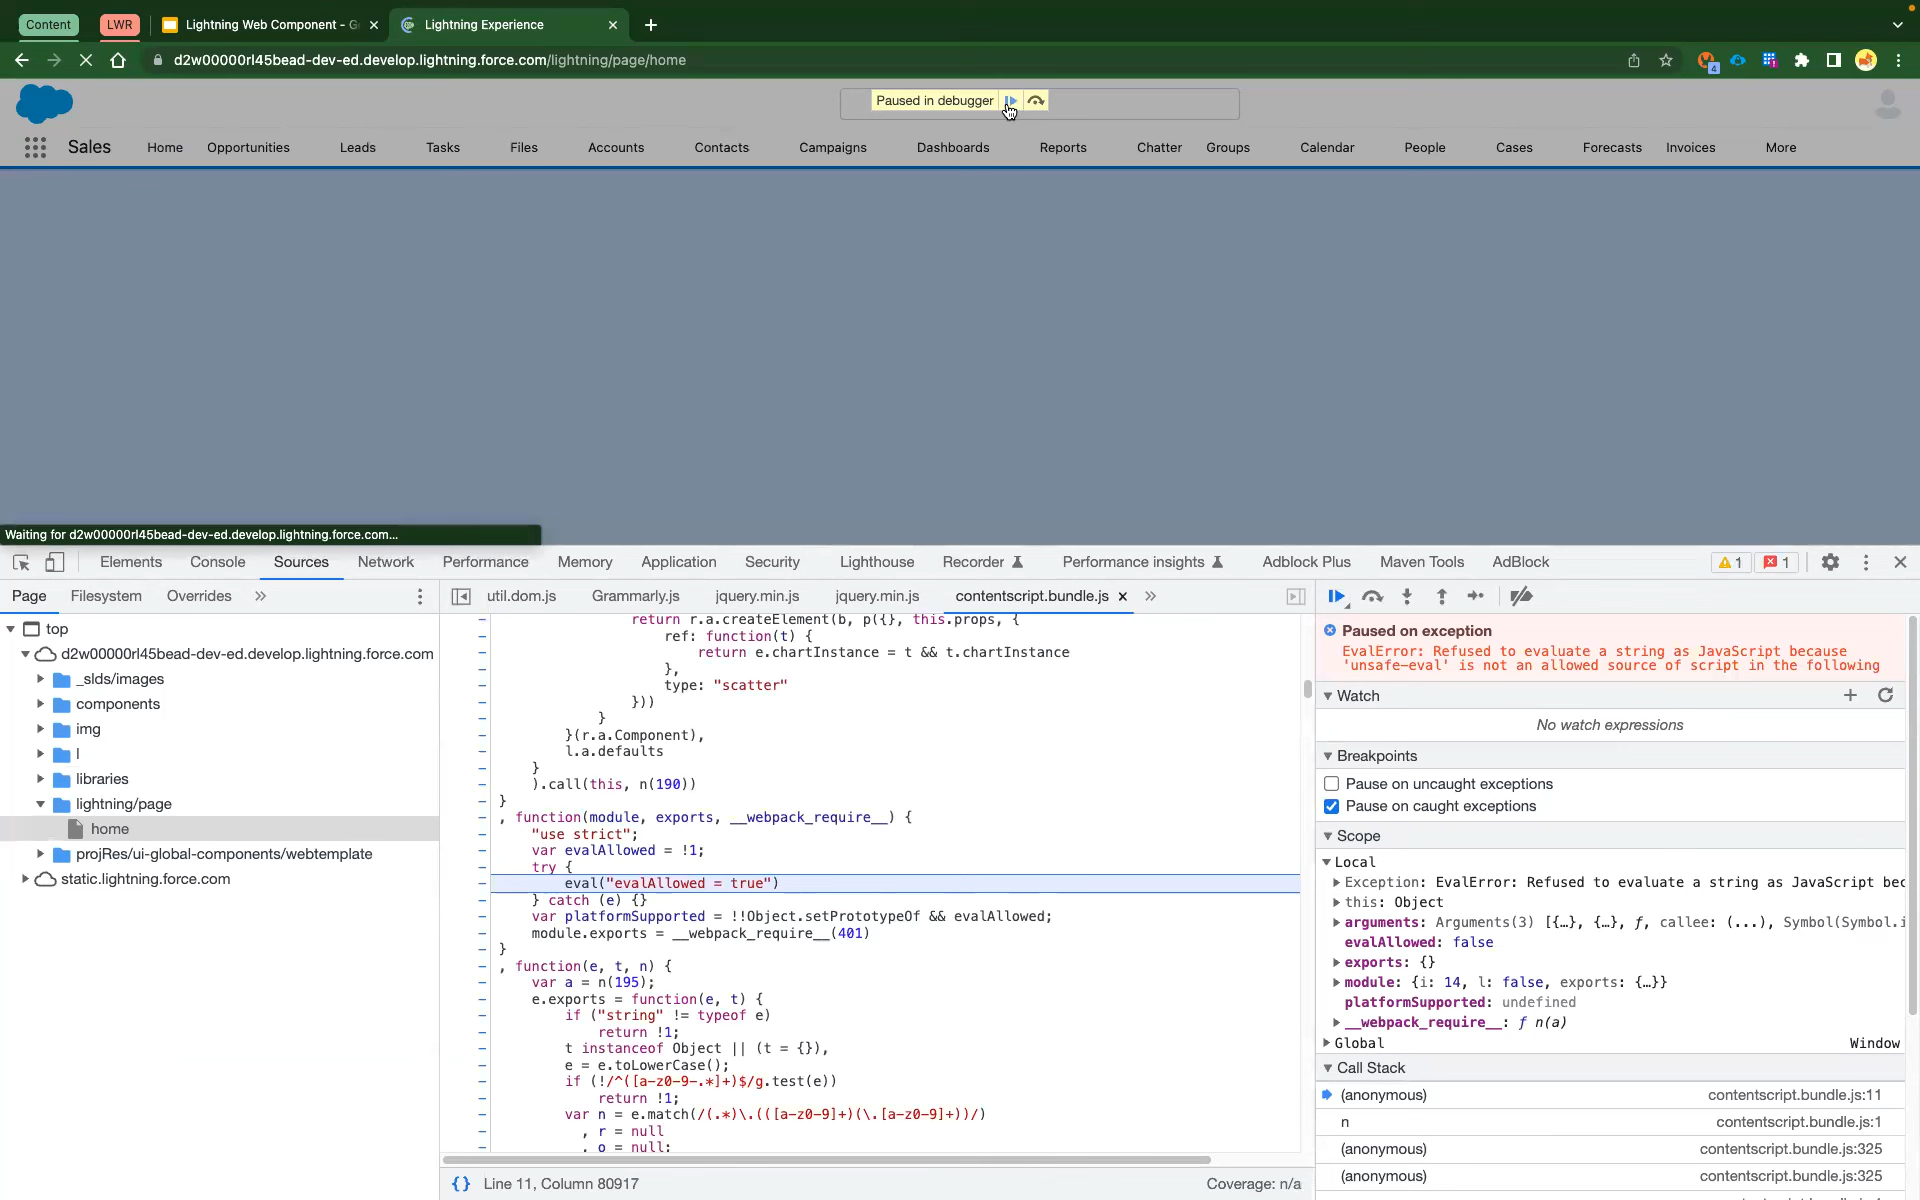 Content
LWR
Lightning Web Component - G
Lightning Experience
d2w00000rl45bead-dev-ed.develop.lightning.force.com/lightning/page/home
4
Paused in debugger
Sales
Home
Opportunities
Leads
Tasks
Files
Accounts
Contacts
Campaigns
Dashboards
Reports
Chatter
Groups
Calendar
People
Cases
Forecasts
Invoices
More
Waiting for d2w00000rl45bead-dev-ed.develop.lightning.force.com...
Elements
Console
Sources
Network
Performance
Memory
Application
Security
Lighthouse
Recorder
Performance insights
Adblock Plus
Maven Tools
AdBlock
1
1
Page
Filesystem
Overrides
top
d2w00000rl45bead-dev-ed.develop.lightning.force.com
_slds/images
components
img
l
libraries
lightning/page
home
projRes/ui-global-components/webtemplate
static.lightning.force.com
util.dom.js
Grammarly.js
jquery.min.js
jquery.min.js
contentscript.bundle.js
return r.a.createElement(b, p({}, this.props, {
ref: function(t) {
return e.chartInstance = t && t.chartInstance
},
type: "scatter"
}))
}
}(r.a.Component),
l.a.defaults
}
).call(this, n(190))
}
, function(module, exports, __webpack_require__) {
"use strict";
var evalAllowed = !1;
try {
eval("evalAllowed = true")
} catch (e) {}
var platformSupported = !!Object.setPrototypeOf && evalAllowed;
module.exports = __webpack_require__(401)
}
, function(e, t, n) {
var a = n(195);
e.exports = function(e, t) {
if ("string" != typeof e)
return !1;
t instanceof Object || (t = {}),
e = e.toLowerCase();
if (!/^([a-z0-9-.*]+)$/g.test(e))
return !1;
var n = e.match(/(.*)\.(([a-z0-9]+)(\.[a-z0-9]+))/)
, r = null
, o = null;
{} Line 11, Column 80917
Coverage: n/a
Paused on exception
EvalError: Refused to evaluate a string as JavaScript because
'unsafe-eval' is not an allowed source of script in the following
Watch
No watch expressions
Breakpoints
Pause on uncaught exceptions
Pause on caught exceptions
Scope
Local
Exception: EvalError: Refused to evaluate a string as JavaScript bec
this: Object
arguments: Arguments(3) [{…}, {…}, ƒ, callee: (...), Symbol(Symbol.i
evalAllowed: false
exports: {}
module: {i: 14, l: false, exports: {…}}
platformSupported: undefined
__webpack_require__: ƒ n(a)
Global
Window
Call Stack
(anonymous)
contentscript.bundle.js:11
n
contentscript.bundle.js:1
(anonymous)
contentscript.bundle.js:325
(anonymous)
contentscript.bundle.js:325